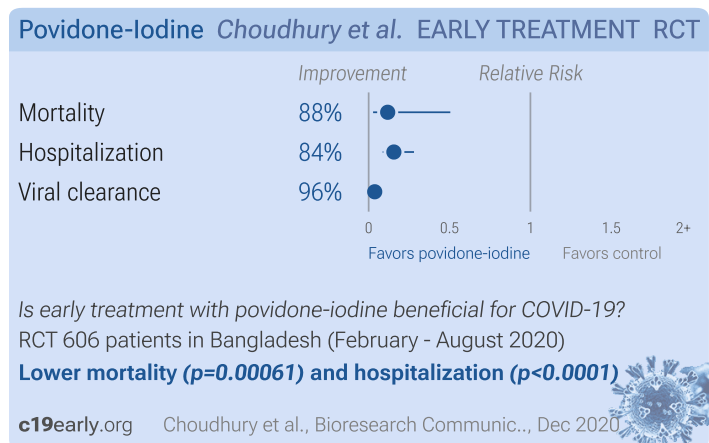 Povidone-Iodine Choudhury et al. EARLY TREATMENT RCT
Improvement Relative Risk
Mortality 88%
Hospitalization 84%
Viral clearance 96%
0 0.5 1 1.5 2+
Favors povidone-iodine Favors control
Is early treatment with povidone-iodine beneficial for COVID-19?
RCT 606 patients in Bangladesh (February - August 2020)
Lower mortality (p=0.00061) and hospitalization (p<0.0001)
c19early.org Choudhury et al., Bioresearch Communic.., Dec 2020